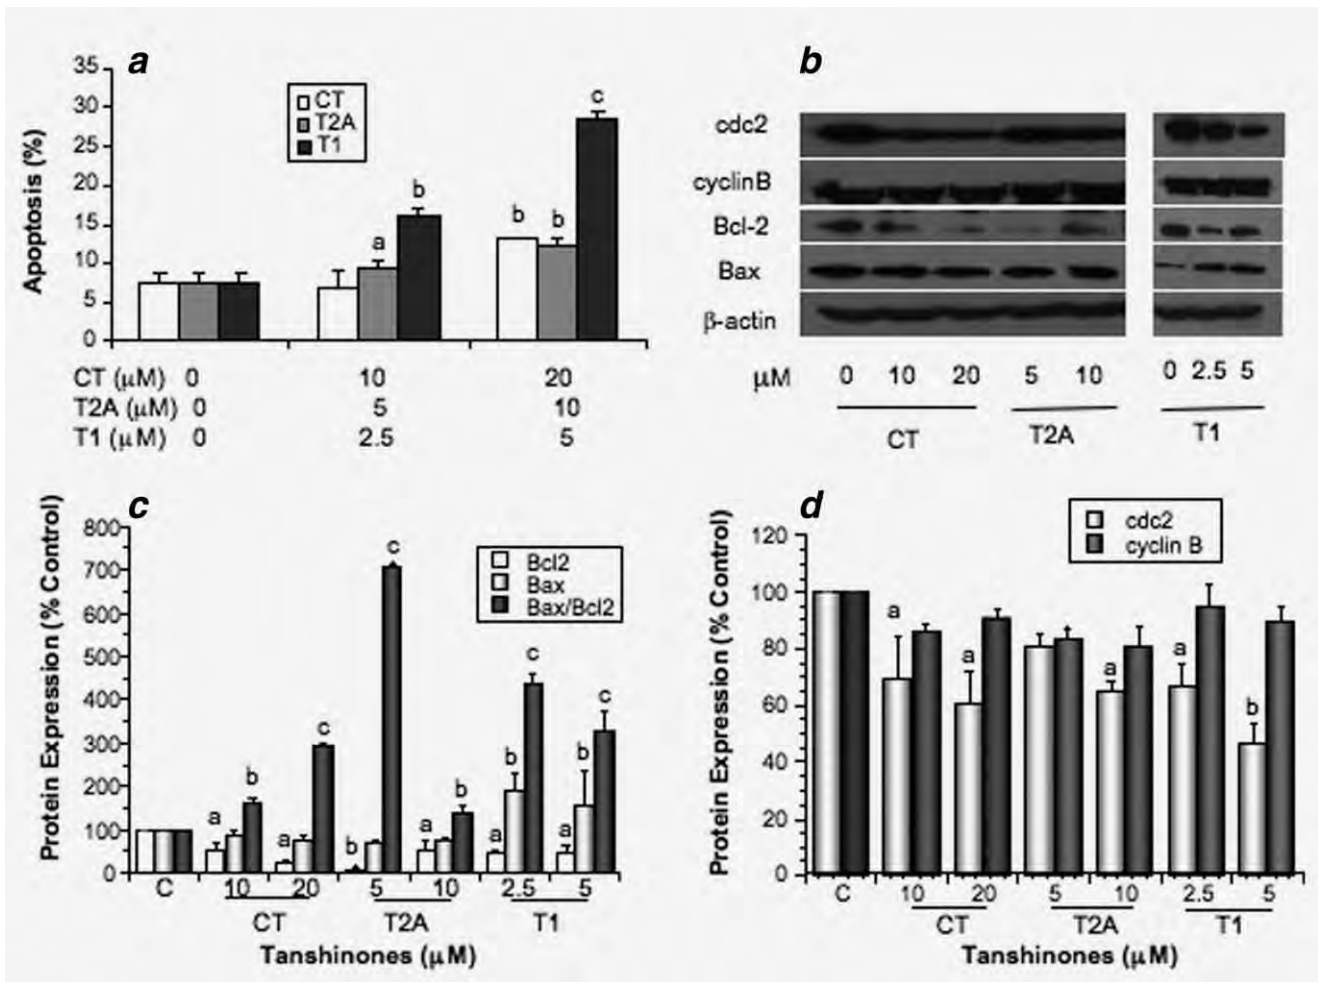 a
35
30
25
20
15
10
5
0
Apoptosis (%)
CT
T2A
T1
a
b
b
b
c
CT (μM) 0 10 20
T2A (μM) 0 5 10
T1 (μM) 0 2.5 5
b
cdc2
cyclinB
Bcl-2
Bax
β-actin
μM 0 10 20 5 10 0 2.5 5
CT T2A T1
c
800
700
600
500
400
300
200
100
0
Protein Expression (% Control)
Bcl2
Bax
Bax/Bcl2
a
b
a
c
b
c
a
b
a
b
c
a
b
c
C 10 20 5 10 2.5 5
CT T2A T1
Tanshinones (μM)
d
120
100
80
60
40
20
0
Protein Expression (% Control)
cdc2
cyclin B
a
a
a
a
b
C 10 20 5 10 2.5 5
CT T2A T1
Tanshinones (μM)